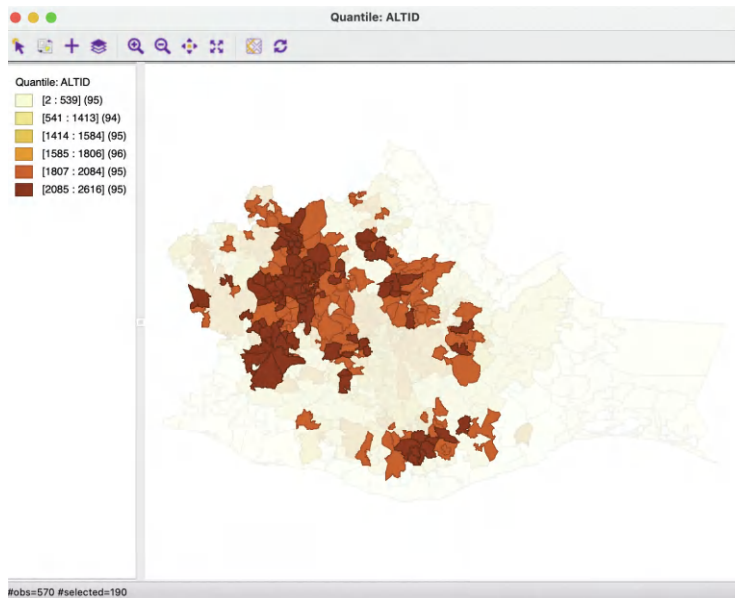 Quantile: ALTID
Quantile: ALTID
[2 : 539] (95)
[541 : 1413] (94)
[1414 : 1584] (95)
[1585 : 1806] (96)
[1807 : 2084] (95)
[2085 : 2616] (95)
#obs=570 #selected=190